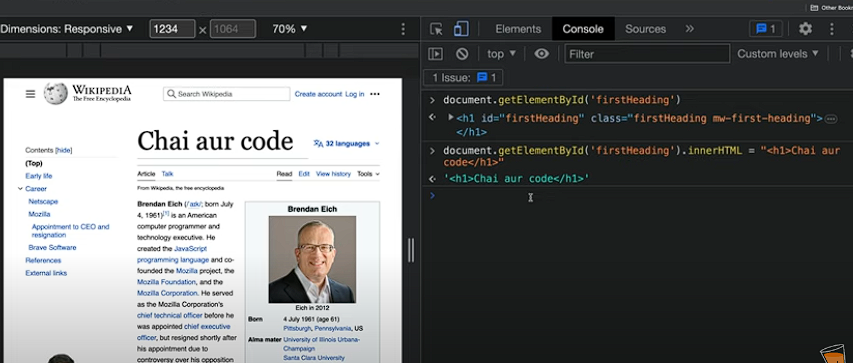 Other Bookm
Dimensions: Responsive ▼ 1234 × 1064 70% ▼
Elements Console Sources » 1
top ▼ Filter Custom levels ▼
1 Issue: 1
document.getElementById('firstHeading')
<h1 id="firstHeading" class="firstHeading mw-first-heading">
</h1>
document.getElementById('firstHeading').innerHTML = "<h1>Chai aur
code</h1>"
'<h1>Chai aur code</h1>'
WIKIPEDIA
The Free Encyclopedia
Search Wikipedia
Create account Log in •••
Chai aur code
32 languages
Contents [hide]
(Top)
Early life
Career
Netscape
Mozilla
Appointment to CEO and
resignation
Brave Software
References
External links
Article Talk Read Edit View history Tools
From Wikipedia, the free encyclopedia
Brendan Eich (/ˈaɪk/; born July
4, 1961)[1] is an American
computer programmer and
technology executive. He
created the JavaScript
programming language and co-
founded the Mozilla project, the
Mozilla Foundation, and the
Mozilla Corporation. He served
as the Mozilla Corporation's
chief technical officer before he
was appointed chief executive
officer, but resigned shortly after
his appointment due to
controversy over his opposition
Brendan Eich
Eich in 2012
Born 4 July 1961 (age 61)
Pittsburgh, Pennsylvania, US
Alma mater University of Illinois Urbana-
Champaign
Santa Clara University